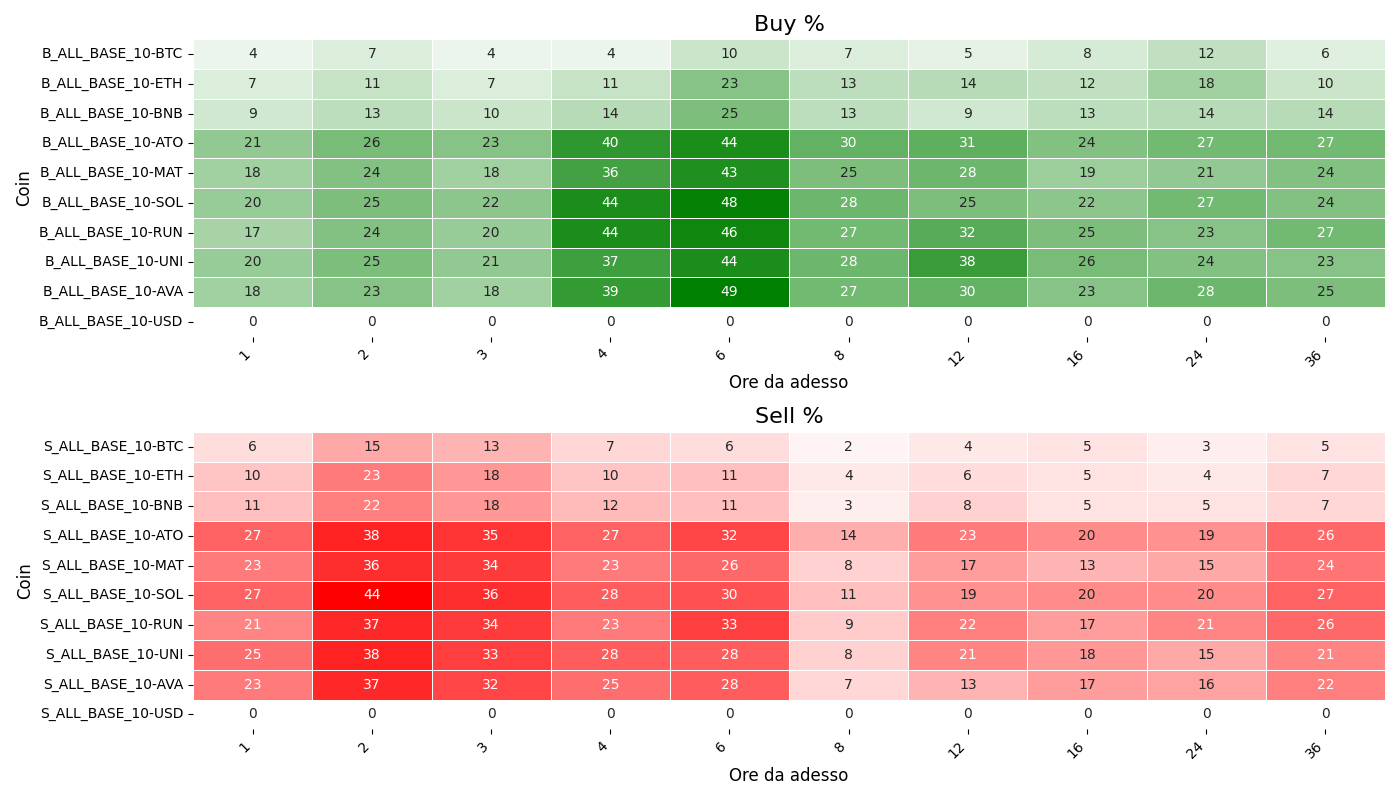 Buy %
Coin
B_ALL_BASE_10-BTC 4 7 4 4 10 7 5 8 12 6
B_ALL_BASE_10-ETH 7 11 7 11 23 13 14 12 18 10
B_ALL_BASE_10-BNB 9 13 10 14 25 13 9 13 14 14
B_ALL_BASE_10-ATO 21 26 23 40 44 30 31 24 27 27
B_ALL_BASE_10-MAT 18 24 18 36 43 25 28 19 21 24
B_ALL_BASE_10-SOL 20 25 22 44 48 28 25 22 27 24
B_ALL_BASE_10-RUN 17 24 20 44 46 27 32 25 23 27
B_ALL_BASE_10-UNI 20 25 21 37 44 28 38 26 24 23
B_ALL_BASE_10-AVA 18 23 18 39 49 27 30 23 28 25
B_ALL_BASE_10-USD 0 0 0 0 0 0 0 0 0 0
1 2 3 4 6 8 12 16 24 36
Ore da adesso
Sell %
Coin
S_ALL_BASE_10-BTC 6 15 13 7 6 2 4 5 3 5
S_ALL_BASE_10-ETH 10 23 18 10 11 4 6 5 4 7
S_ALL_BASE_10-BNB 11 22 18 12 11 3 8 5 5 7
S_ALL_BASE_10-ATO 27 38 35 27 32 14 23 20 19 26
S_ALL_BASE_10-MAT 23 36 34 23 26 8 17 13 15 24
S_ALL_BASE_10-SOL 27 44 36 28 30 11 19 20 20 27
S_ALL_BASE_10-RUN 21 37 34 23 33 9 22 17 21 26
S_ALL_BASE_10-UNI 25 38 33 28 28 8 21 18 15 21
S_ALL_BASE_10-AVA 23 37 32 25 28 7 13 17 16 22
S_ALL_BASE_10-USD 0 0 0 0 0 0 0 0 0 0
1 2 3 4 6 8 12 16 24 36
Ore da adesso